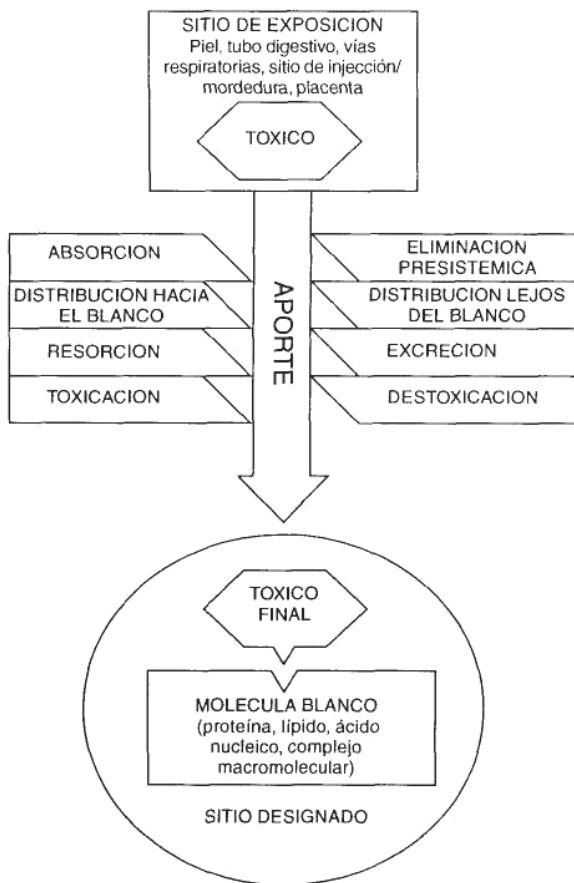 SITIO DE EXPOSICION
Piel, tubo digestivo, vías
respiratorias, sitio de injección/
mordedura, placenta
TOXICO
ABSORCION
DISTRIBUCION HACIA
EL BLANCO
RESORCION
TOXICACION
APORTE
ELIMINACION
PRESISTEMICA
DISTRIBUCION LEJOS
DEL BLANCO
EXCRECION
DESTOXICACION
TOXICO
FINAL
MOLECULA BLANCO
(proteína, lípido, ácido
nucleico, complejo
macromolecular)
SITIO DESIGNADO